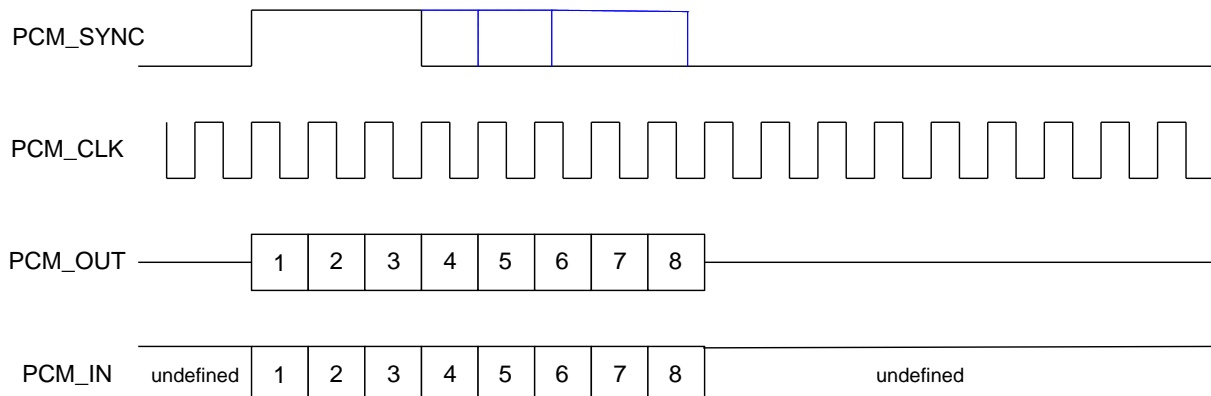 PCM_SYNC
PCM_CLK
PCM_OUT 1 2 3 4 5 6 7 8
PCM_IN undefined 1 2 3 4 5 6 7 8 undefined